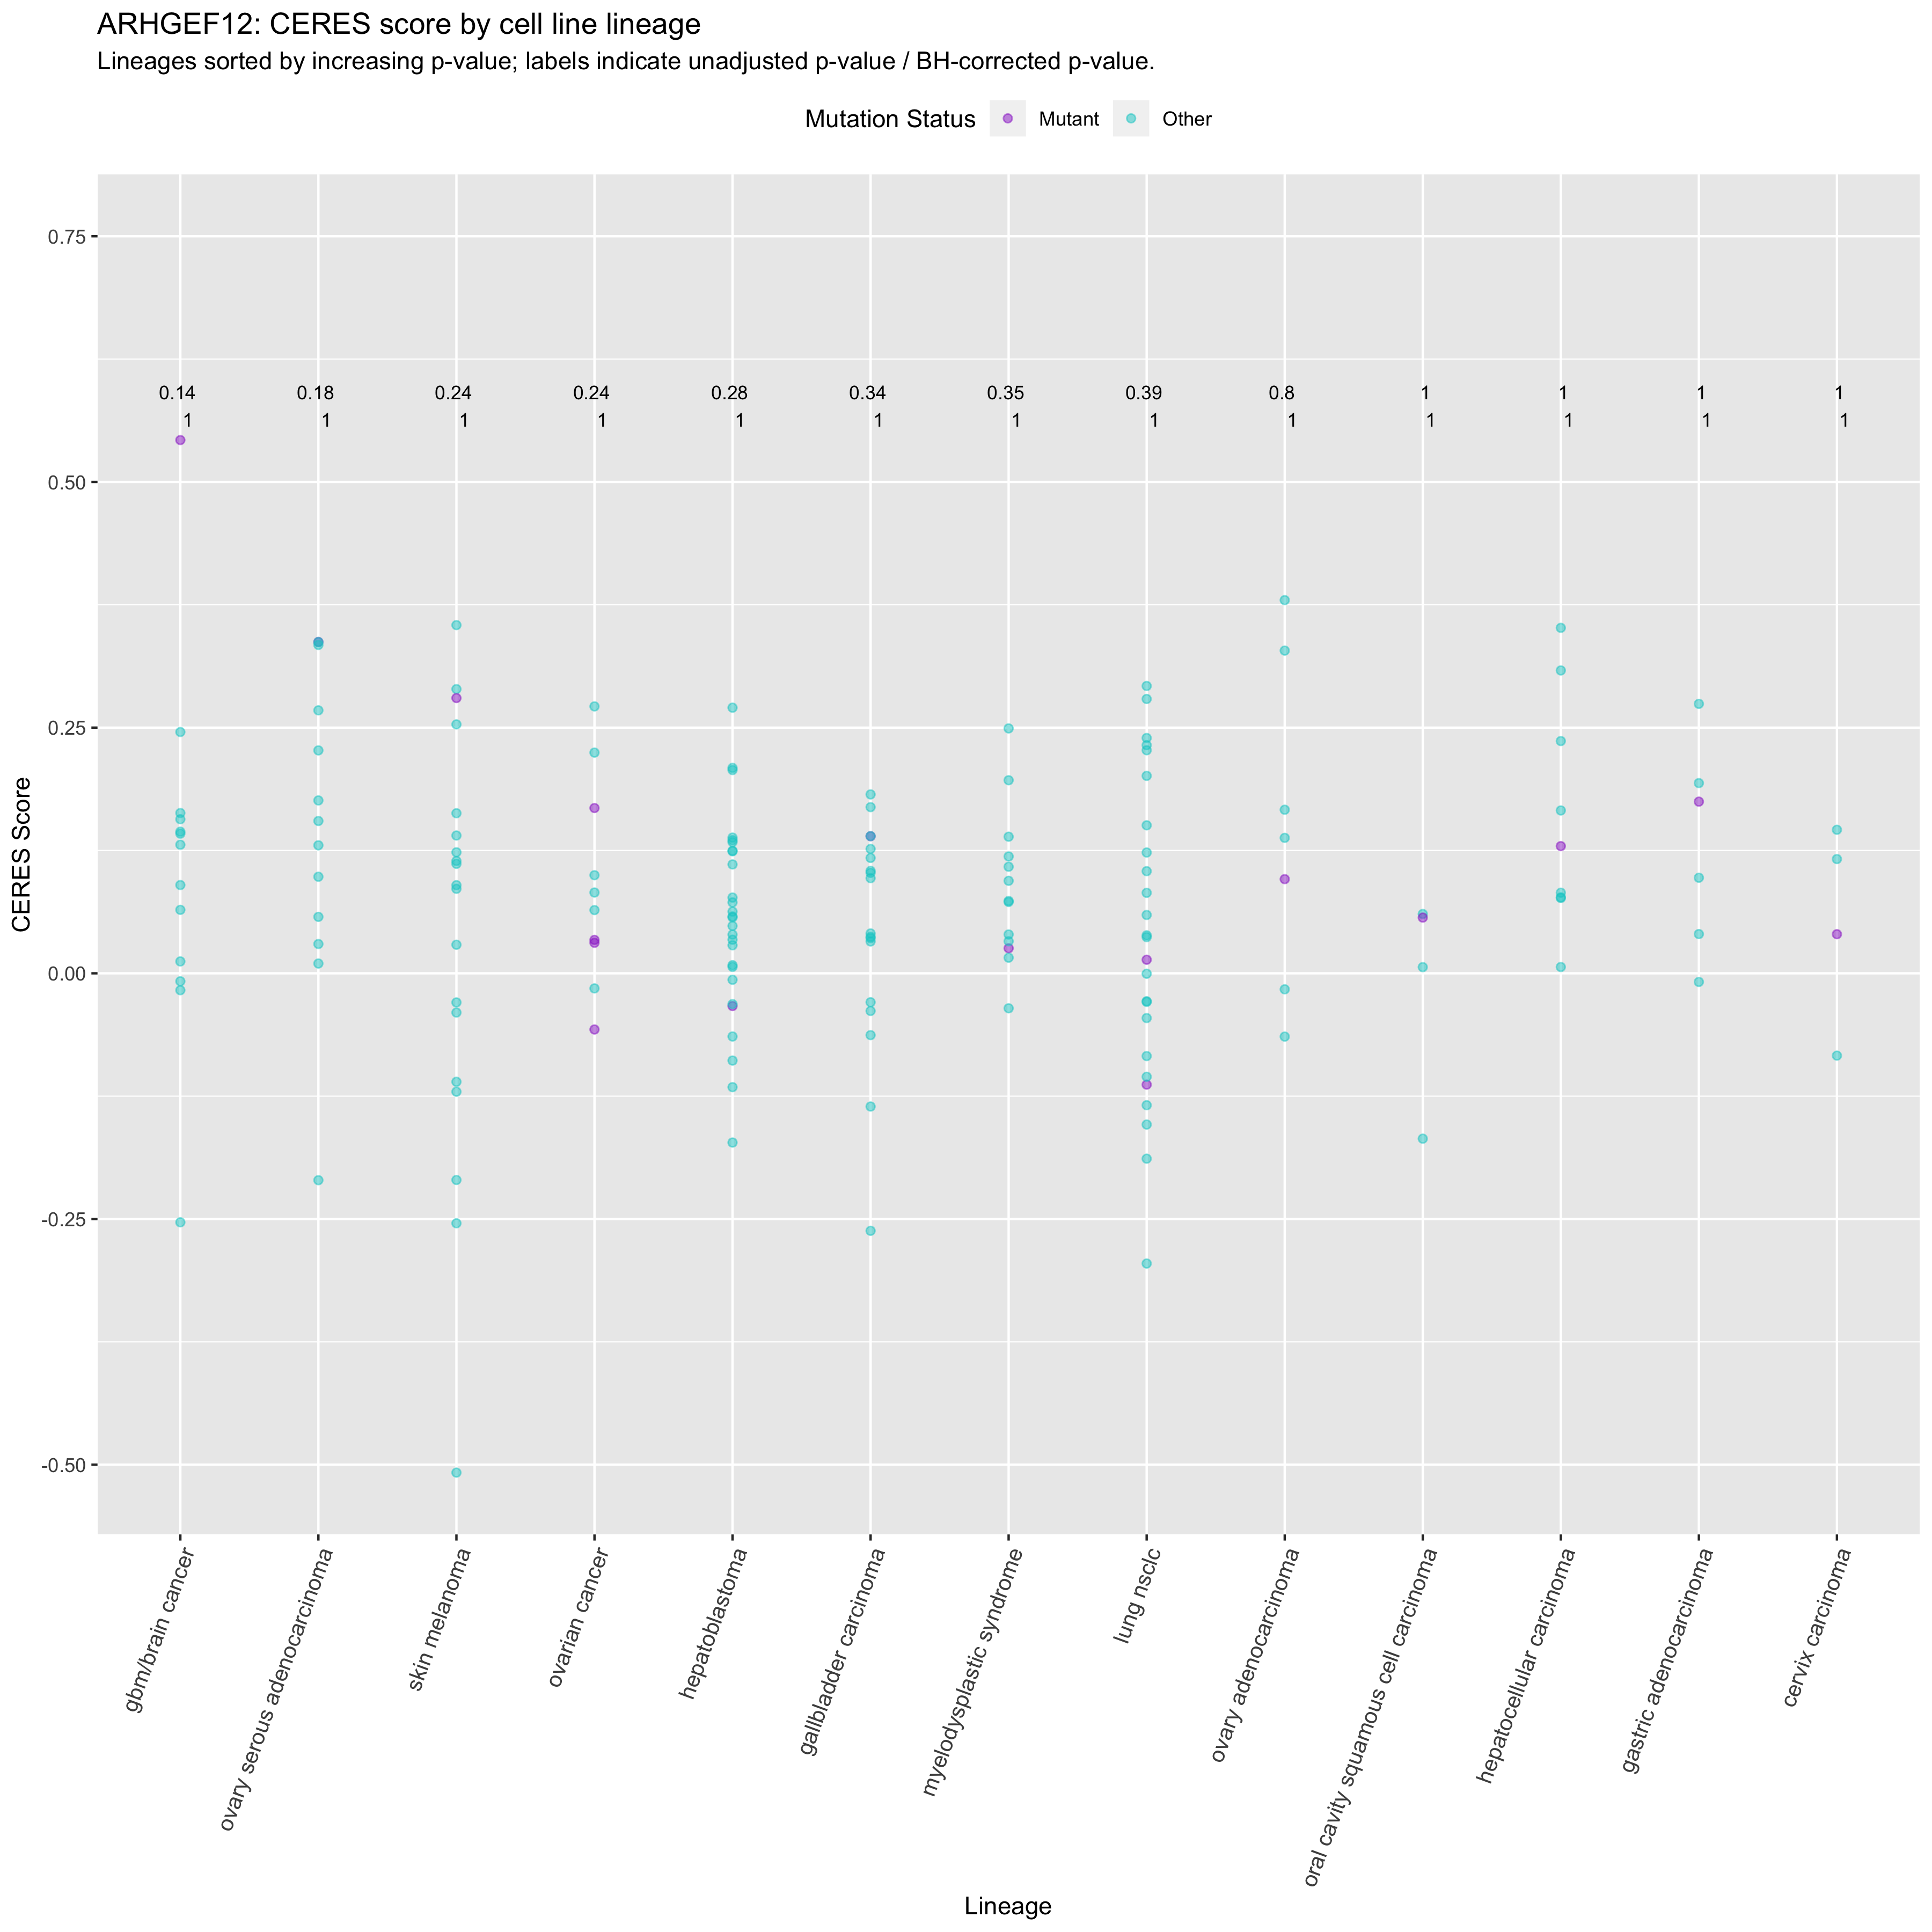 ARHGEF12: CERES score by cell line lineage
Lineages sorted by increasing p-value; labels indicate unadjusted p-value / BH-corrected p-value.
Mutation Status Mutant Other
0.75
0.14 0.18 0.24 0.24 0.28 0.34 0.35 0.39 0.8 1 1 1 1
1 1 1 1 1 1 1 1 1 1 1 1 1
0.50
0.25
0.00
-0.25
-0.50
CERES Score
gbm/brain cancer
ovary serous adenocarcinoma
skin melanoma
ovarian cancer
hepatoblastoma
gallbladder carcinoma
myelodysplastic syndrome
lung nsclc
ovary adenocarcinoma
oral cavity squamous cell carcinoma
hepatocellular carcinoma
gastric adenocarcinoma
cervix carcinoma
Lineage